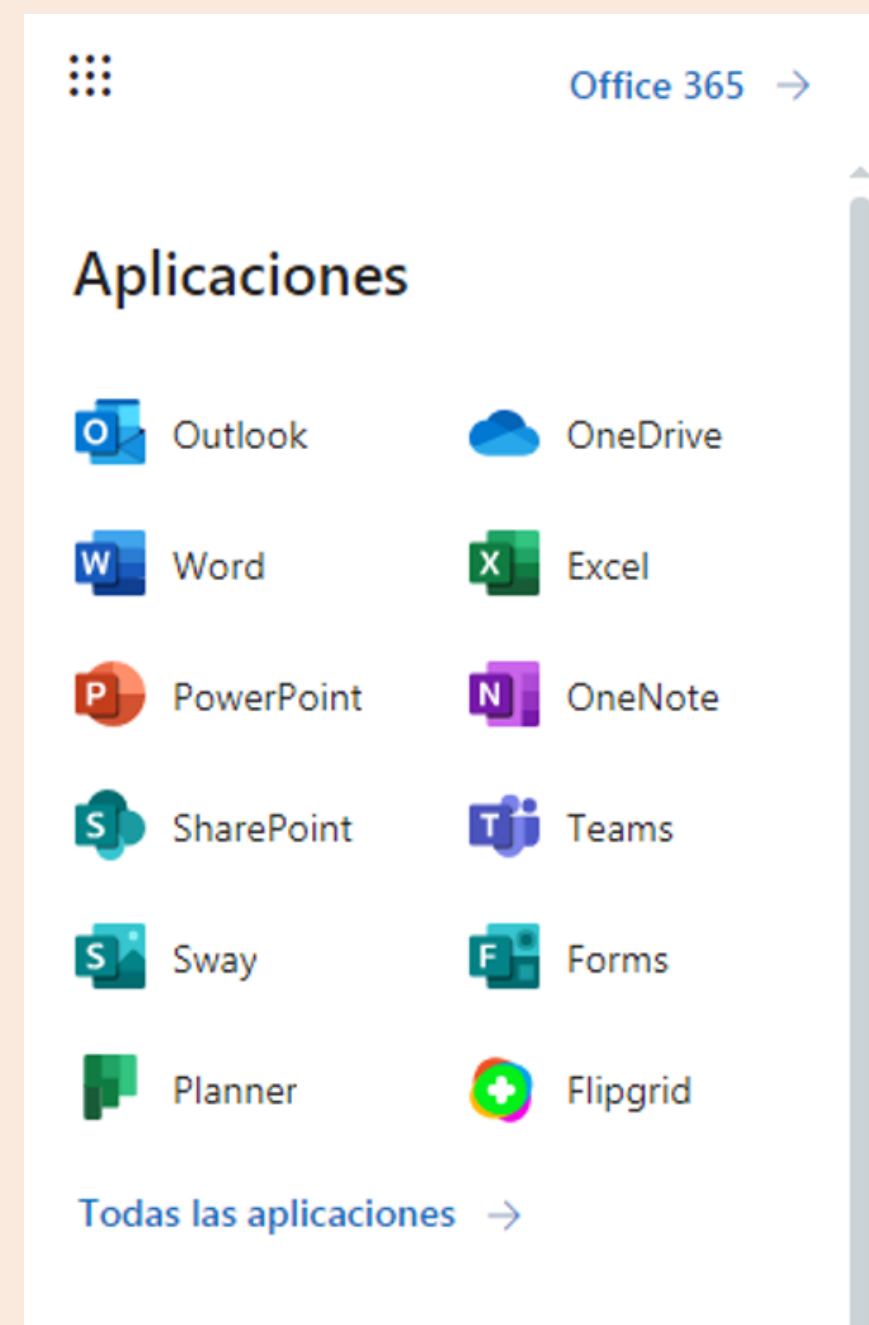 Office 365
Aplicaciones
Outlook OneDrive
Word Excel
PowerPoint OneNote
SharePoint Teams
Sway Forms
Planner Flipgrid
Todas las aplicaciones